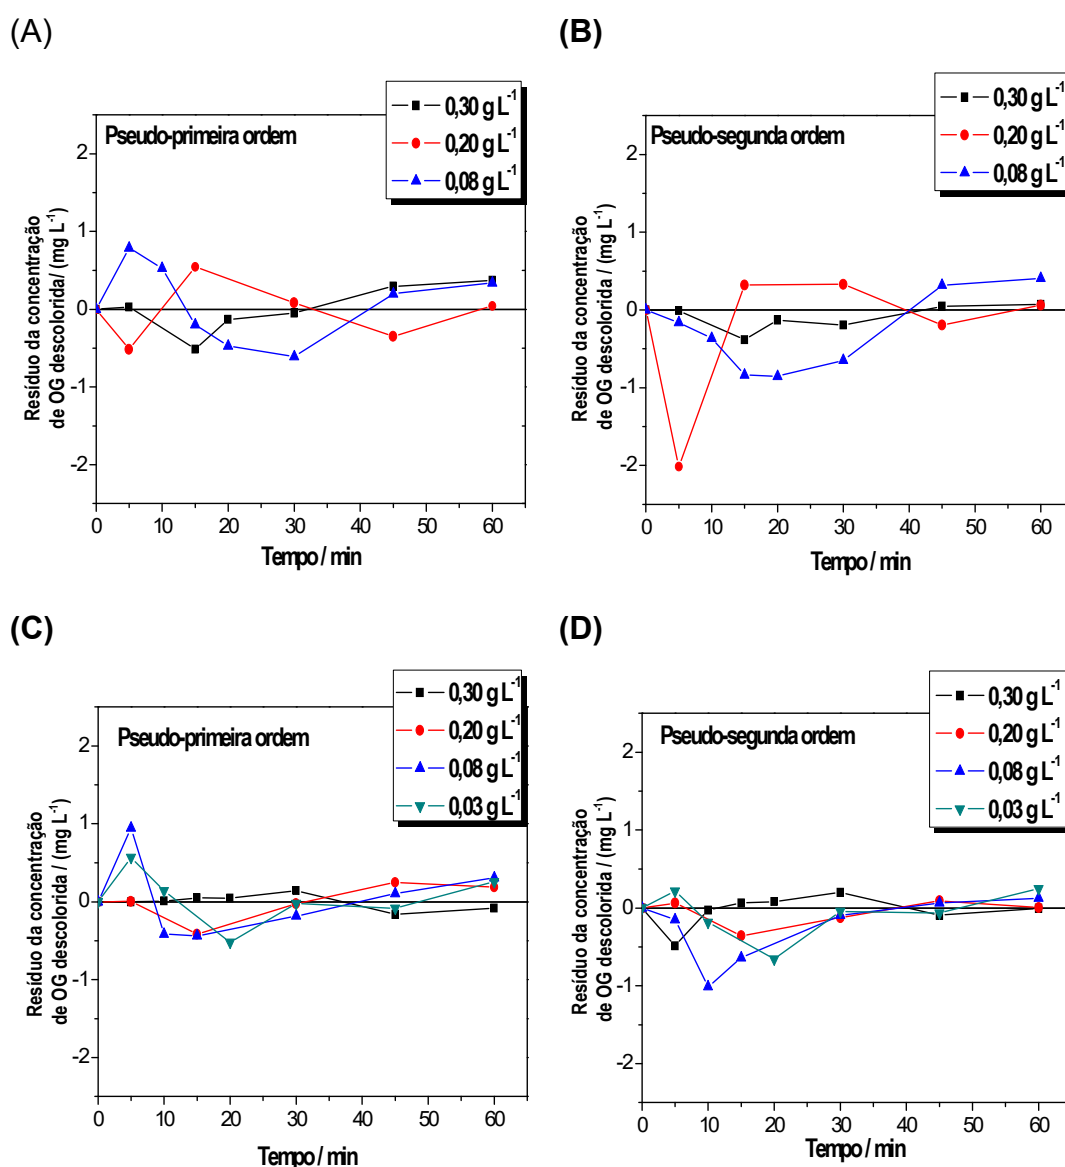 (A)
0,30 g L⁻¹
0,20 g L⁻¹
0,08 g L⁻¹
Pseudo-primeira ordem
Resíduo da concentração
de OG descolorida/ (mg L⁻¹)
2
1
0
-1
-2
0 10 20 30 40 50 60
Tempo / min
(B)
0,30 g L⁻¹
0,20 g L⁻¹
0,08 g L⁻¹
Pseudo-segunda ordem
Resíduo da concentração
de OG descolorida / (mg L⁻¹)
2
1
0
-1
-2
0 10 20 30 40 50 60
Tempo / min
(C)
0,30 g L⁻¹
0,20 g L⁻¹
0,08 g L⁻¹
0,03 g L⁻¹
Pseudo-primeira ordem
Resíduo da concentração
de OG descolorida / (mg L⁻¹)
2
1
0
-1
-2
0 10 20 30 40 50 60
Tempo / min
(D)
0,30 g L⁻¹
0,20 g L⁻¹
0,08 g L⁻¹
0,03 g L⁻¹
Pseudo-segunda ordem
Resíduo da concentração
de OG descolorida / (mg L⁻¹)
2
1
0
-1
-2
0 10 20 30 40 50 60
Tempo / min